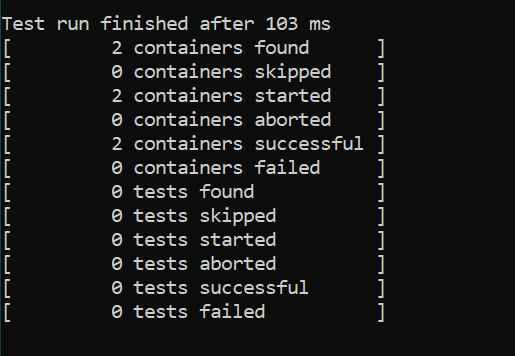 Test run finished after 103 ms
[         2 containers found      ]
[         0 containers skipped    ]
[         2 containers started    ]
[         0 containers aborted    ]
[         2 containers successful ]
[         0 containers failed     ]
[         0 tests found           ]
[         0 tests skipped         ]
[         0 tests started         ]
[         0 tests aborted         ]
[         0 tests successful      ]
[         0 tests failed          ]